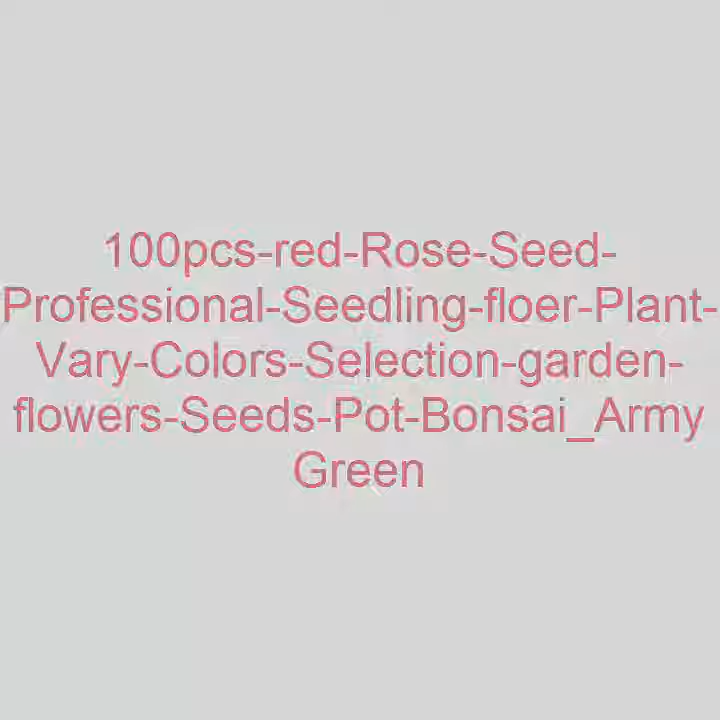 100pcs-red-Rose-Seed-
Professional-Seedling-floer-Plant-
Vary-Colors-Selection-garden-
flowers-Seeds-Pot-Bonsai_Army
Green